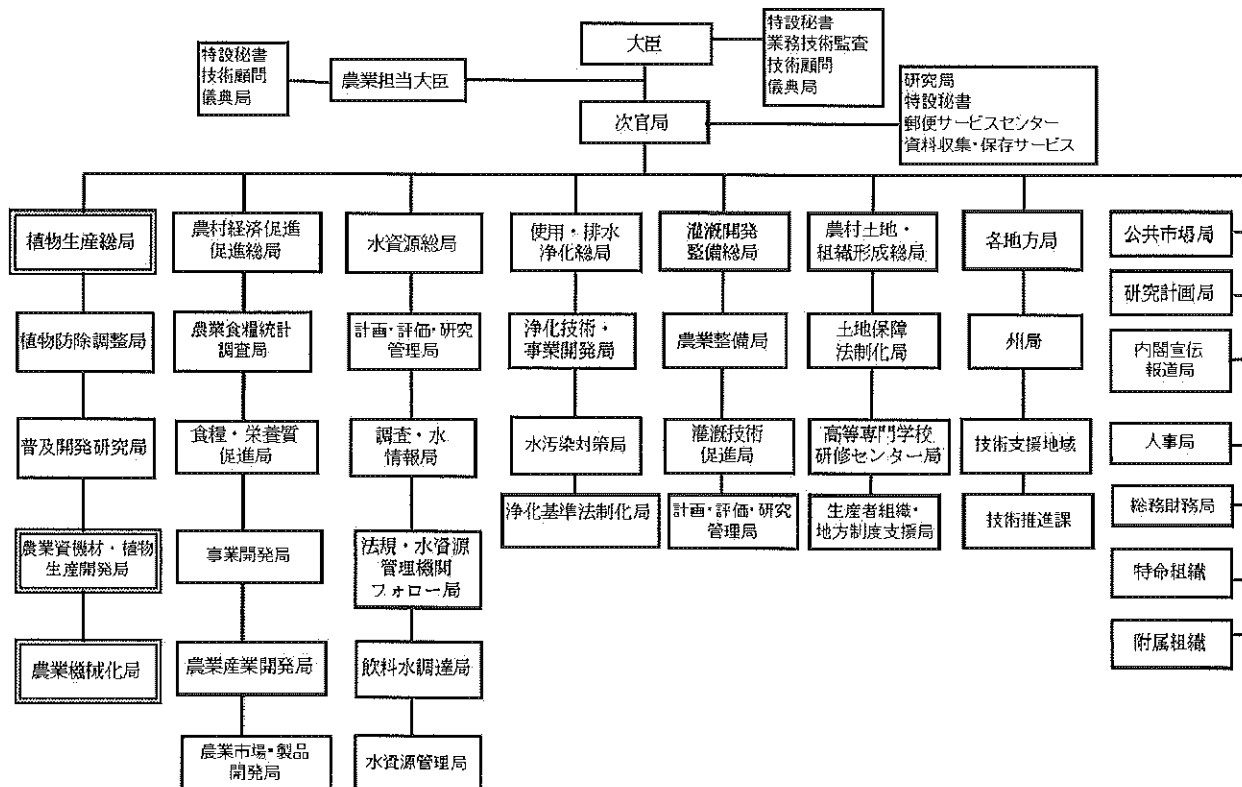 大臣
特設秘書
業務技術監査
技術顧問
儀典局
特設秘書
技術顧問
儀典局
農業担当大臣
次官局
研究局
特設秘書
郵便サービスセンター
資料収集・保存サービス
植物生産総局
植物防除調整局
普及開発研究局
農業資機材・植物
生産開発局
農業機械化局
農村経済促進
促進総局
農業食糧統計
調査局
食糧・栄養質
促進局
事業開発局
農業産業開発局
農業市場・製品
開発局
水資源総局
計画・評価・研究
管理局
調査・水
情報局
法規・水資源
管理機関
フォロー局
飲料水調達局
水資源管理局
使用・排水
浄化総局
浄化技術・
事業開発局
水汚染対策局
浄化基準法制化局
灌漑開発
整備総局
農業整備局
灌漑技術
促進局
計画・評価・研究
管理局
農村土地・
組織形成総局
土地保障
法制化局
高等専門学校
研修センター局
生産者組織・
地方制度支援局
各地方局
州局
技術支援地域
技術推進課
公共市場局
研究計画局
内閣宣伝
報道局
人事局
総務財務局
特命組織
附属組織